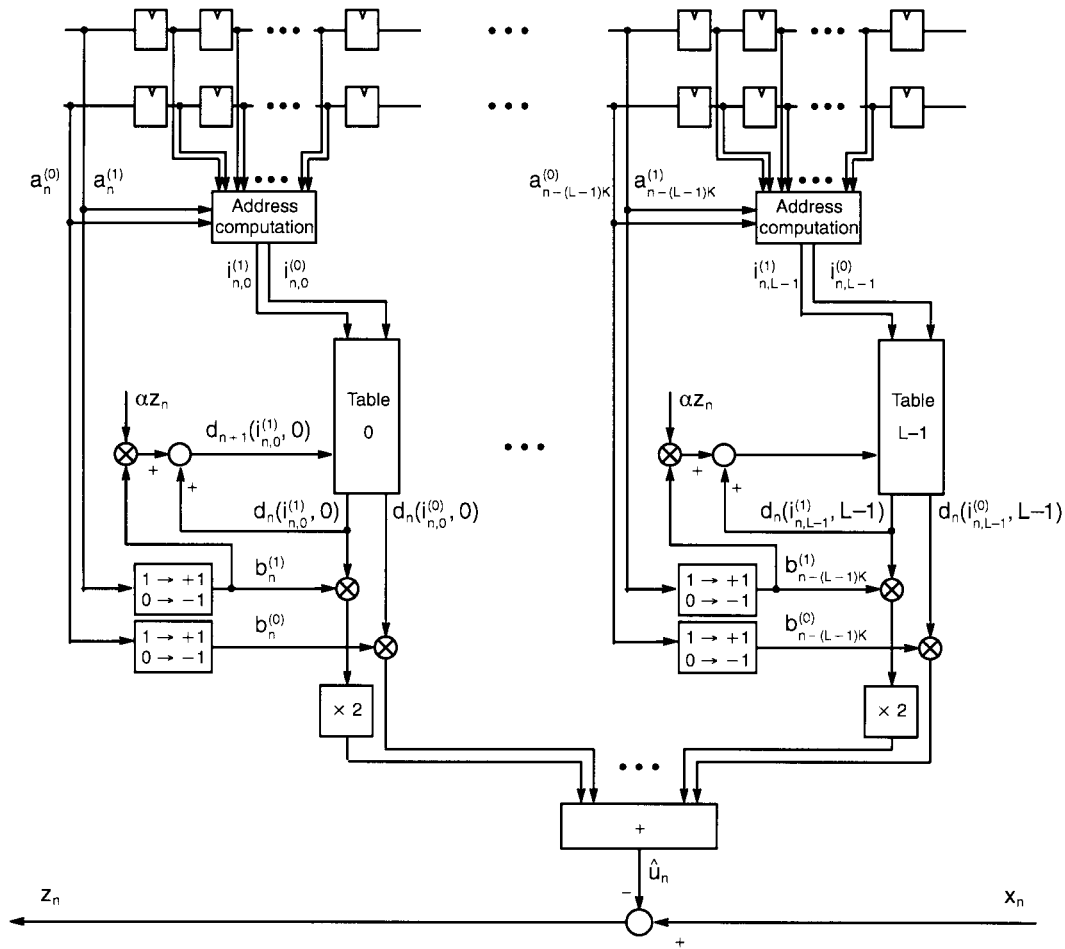 a_n^(0) a_n^(1) a_{n-(L-1)K}^(0) a_{n-(L-1)K}^(1)
Address computation
Address computation
i_{n,0}^(1) i_{n,0}^(0) i_{n,L-1}^(1) i_{n,L-1}^(0)
αz_n
Table 0
αz_n
Table L-1
d_{n+1}(i_{n,0}^(1), 0)
+ +
+ +
d_n(i_{n,0}^(1), 0) d_n(i_{n,0}^(0), 0) d_n(i_{n,L-1}^(1), L-1) d_n(i_{n,L-1}^(0), L-1)
1 → +1
0 → -1
b_n^(1)
1 → +1
0 → -1
b_{n-(L-1)K}^(1)
1 → +1
0 → -1
b_n^(0)
1 → +1
0 → -1
b_{n-(L-1)K}^(0)
× 2 × 2
+
û_n
−
z_n x_n
+